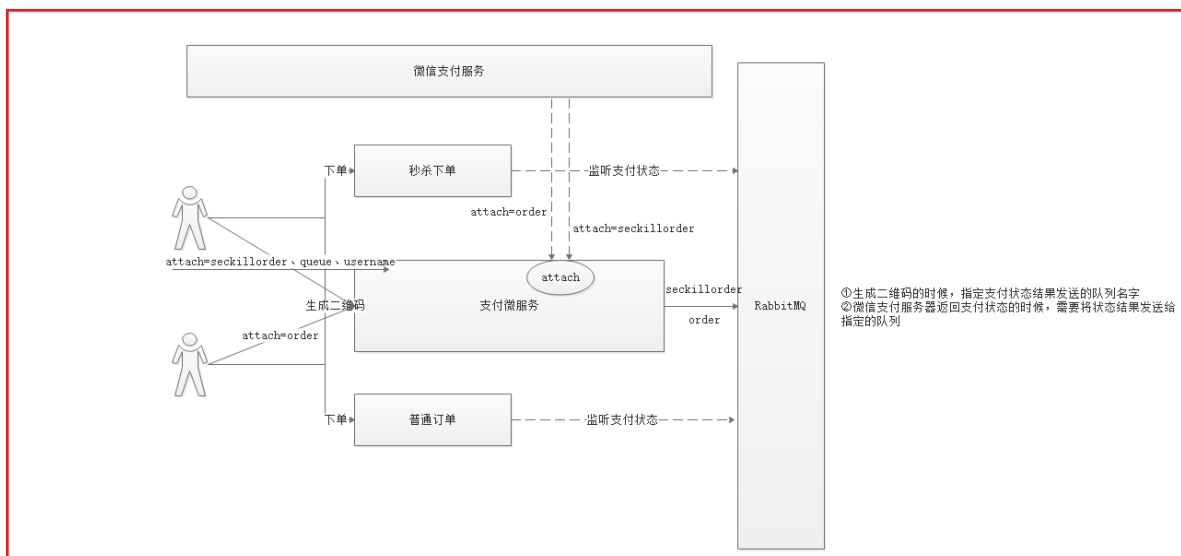 微信支付服务
下单
秒杀下单
监听支付状态
attach=order
attach=seckillorder
attach=seckillorder、queue、username
attach
seckillorder
生成二维码
支付微服务
RabbitMQ
order
attach=order
①生成二维码的时候，指定支付状态结果发送的队列名字
②微信支付服务器返回支付状态的时候，需要将状态结果发送给
指定的队列
下单
普通订单
监听支付状态